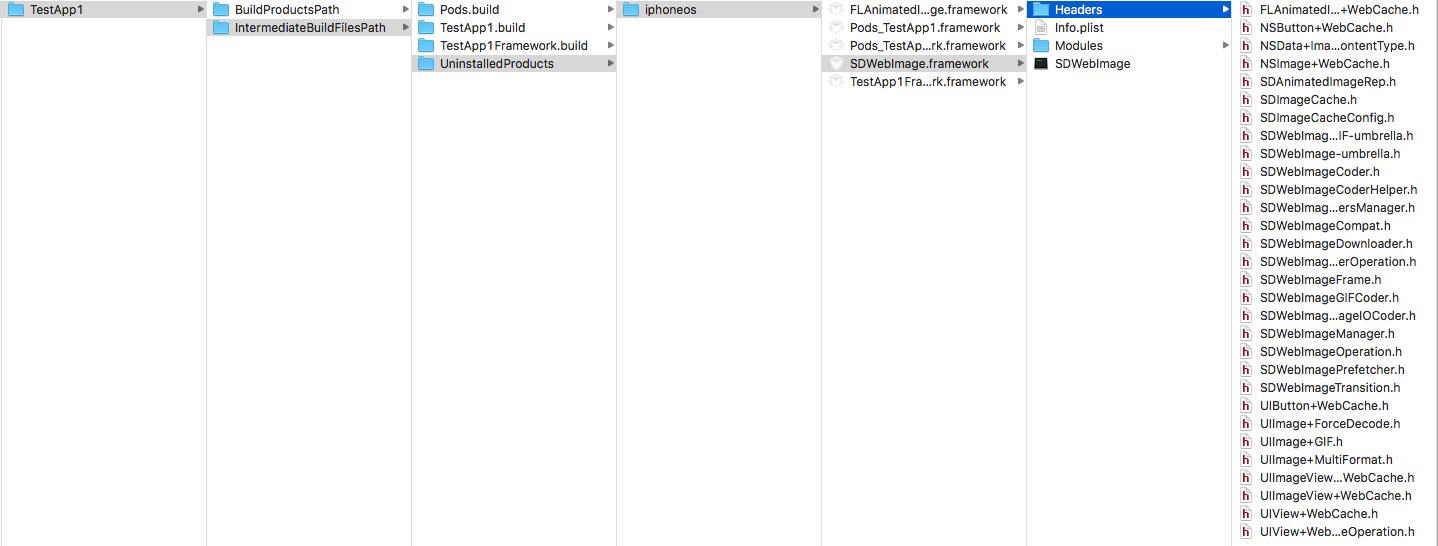 TestApp1
BuildProductsPath
IntermediateBuildFilesPath
Pods.build
TestApp1.build
TestApp1Framework.build
UninstalledProducts
iphoneos
FLAnimatedI...ge.framework
Pods_TestApp1.framework
Pods_TestAp...rk.framework
SDWebImage.framework
TestApp1Fra...rk.framework
Headers
Info.plist
Modules
SDWebImage
FLAnimatedI...+WebCache.h
NSButton+WebCache.h
NSData+Ima...ontentType.h
NSImage+WebCache.h
SDAnimatedImageRep.h
SDImageCache.h
SDImageCacheConfig.h
SDWebImag...IF-umbrella.h
SDWebImage-umbrella.h
SDWebImageCoder.h
SDWebImageCoderHelper.h
SDWebImag...ersManager.h
SDWebImageCompat.h
SDWebImageDownloader.h
SDWebImag...erOperation.h
SDWebImageFrame.h
SDWebImageGIFCoder.h
SDWebImag...ageIOCoder.h
SDWebImageManager.h
SDWebImageOperation.h
SDWebImagePrefetcher.h
SDWebImageTransition.h
UIButton+WebCache.h
UIImage+ForceDecode.h
UIImage+GIF.h
UIImage+MultiFormat.h
UIImageView...WebCache.h
UIImageView+WebCache.h
UIView+WebCache.h
UIView+Web...eOperation.h